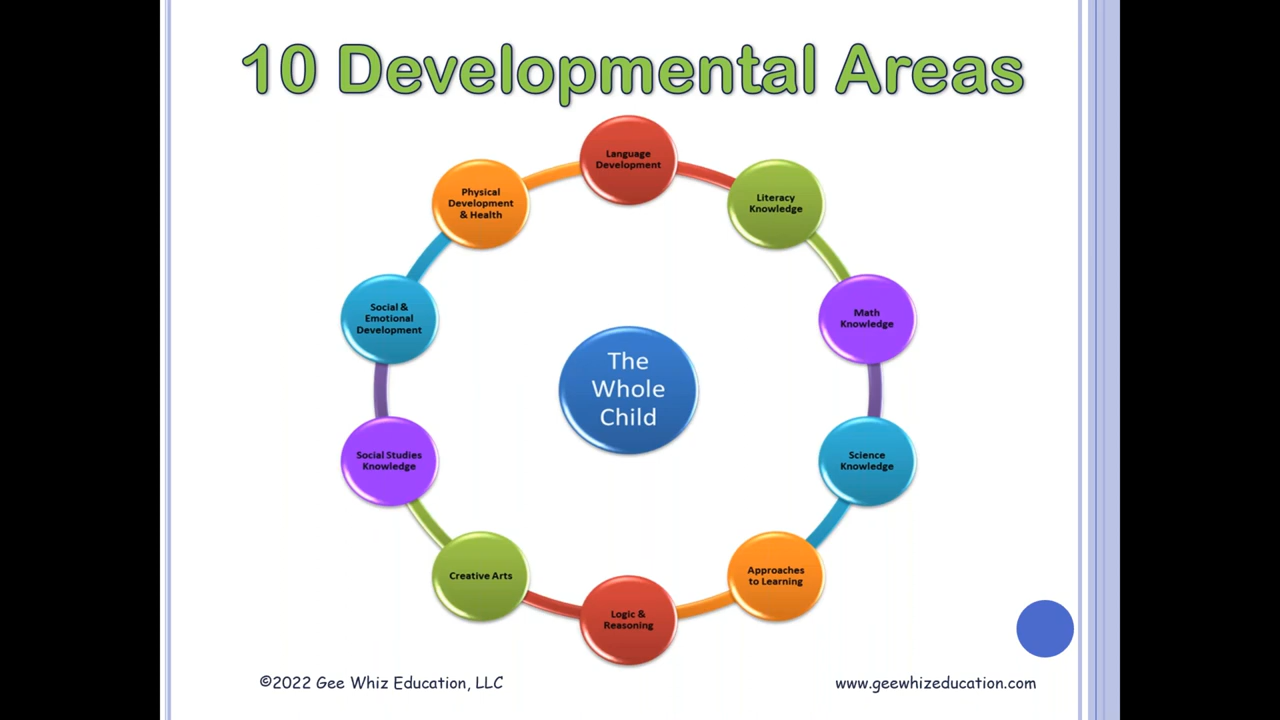 10 Developmental Areas
Language
Development
Literacy
Knowledge
Math
Knowledge
Science
Knowledge
Approaches
to Learning
Logic &
Reasoning
Creative Arts
Social Studies
Knowledge
Social &
Emotional
Development
Physical
Development
& Health
The
Whole
Child
©2022 Gee Whiz Education, LLC
www.geewhizeducation.com